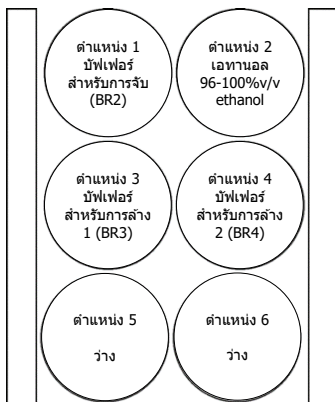 ตำแหน่ง 1
บัฟเฟอร์
สำหรับการจับ
(BR2)
ตำแหน่ง 2
เอทานอล
96-100%v/v
ethanol
ตำแหน่ง 3
บัฟเฟอร์
สำหรับการล้าง
1 (BR3)
ตำแหน่ง 4
บัฟเฟอร์
สำหรับการล้าง
2 (BR4)
ตำแหน่ง 5
ว่าง
ตำแหน่ง 6
ว่าง